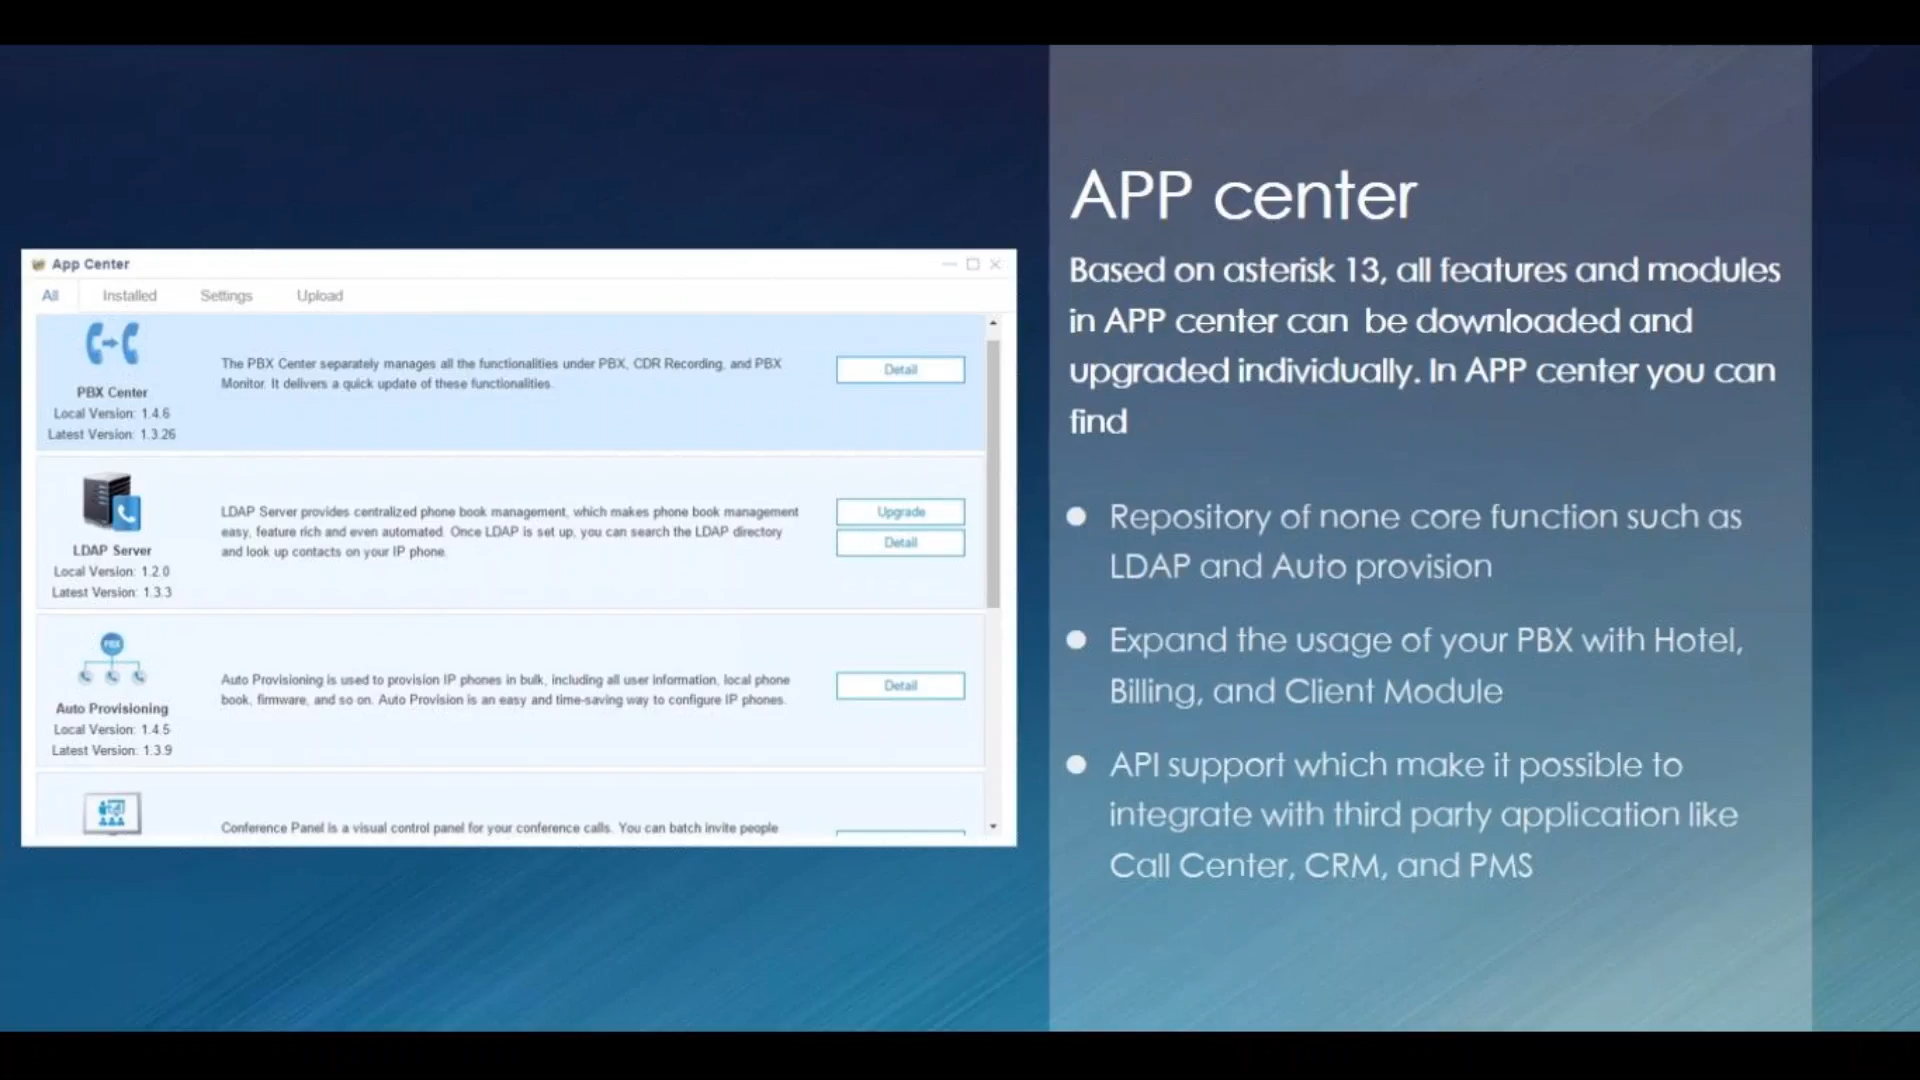 App Center
All Installed Settings Upload
PBX Center
Local Version: 1.4.6
Latest Version: 1.3.26
The PBX Center separately manages all the functionalities under PBX, CDR Recording, and PBX
Monitor. It delivers a quick update of these functionalities.
Detail
LDAP Server
Local Version: 1.2.0
Latest Version: 1.3.3
LDAP Server provides centralized phone book management, which makes phone book management
easy, feature rich and even automated. Once LDAP is set up, you can search the LDAP directory
and look up contacts on your IP phone.
Upgrade
Detail
PBX
Auto Provisioning
Local Version: 1.4.5
Latest Version: 1.3.9
Auto Provisioning is used to provision IP phones in bulk, including all user information, local phone
book, firmware, and so on. Auto Provision is an easy and time-saving way to configure IP phones.
Detail
Conference Panel is a visual control panel for your conference calls. You can batch invite people
APP center
Based on asterisk 13, all features and modules
in APP center can be downloaded and
upgraded individually. In APP center you can
find
● Repository of none core function such as
LDAP and Auto provision
● Expand the usage of your PBX with Hotel,
Billing, and Client Module
● API support which make it possible to
integrate with third party application like
Call Center, CRM, and PMS